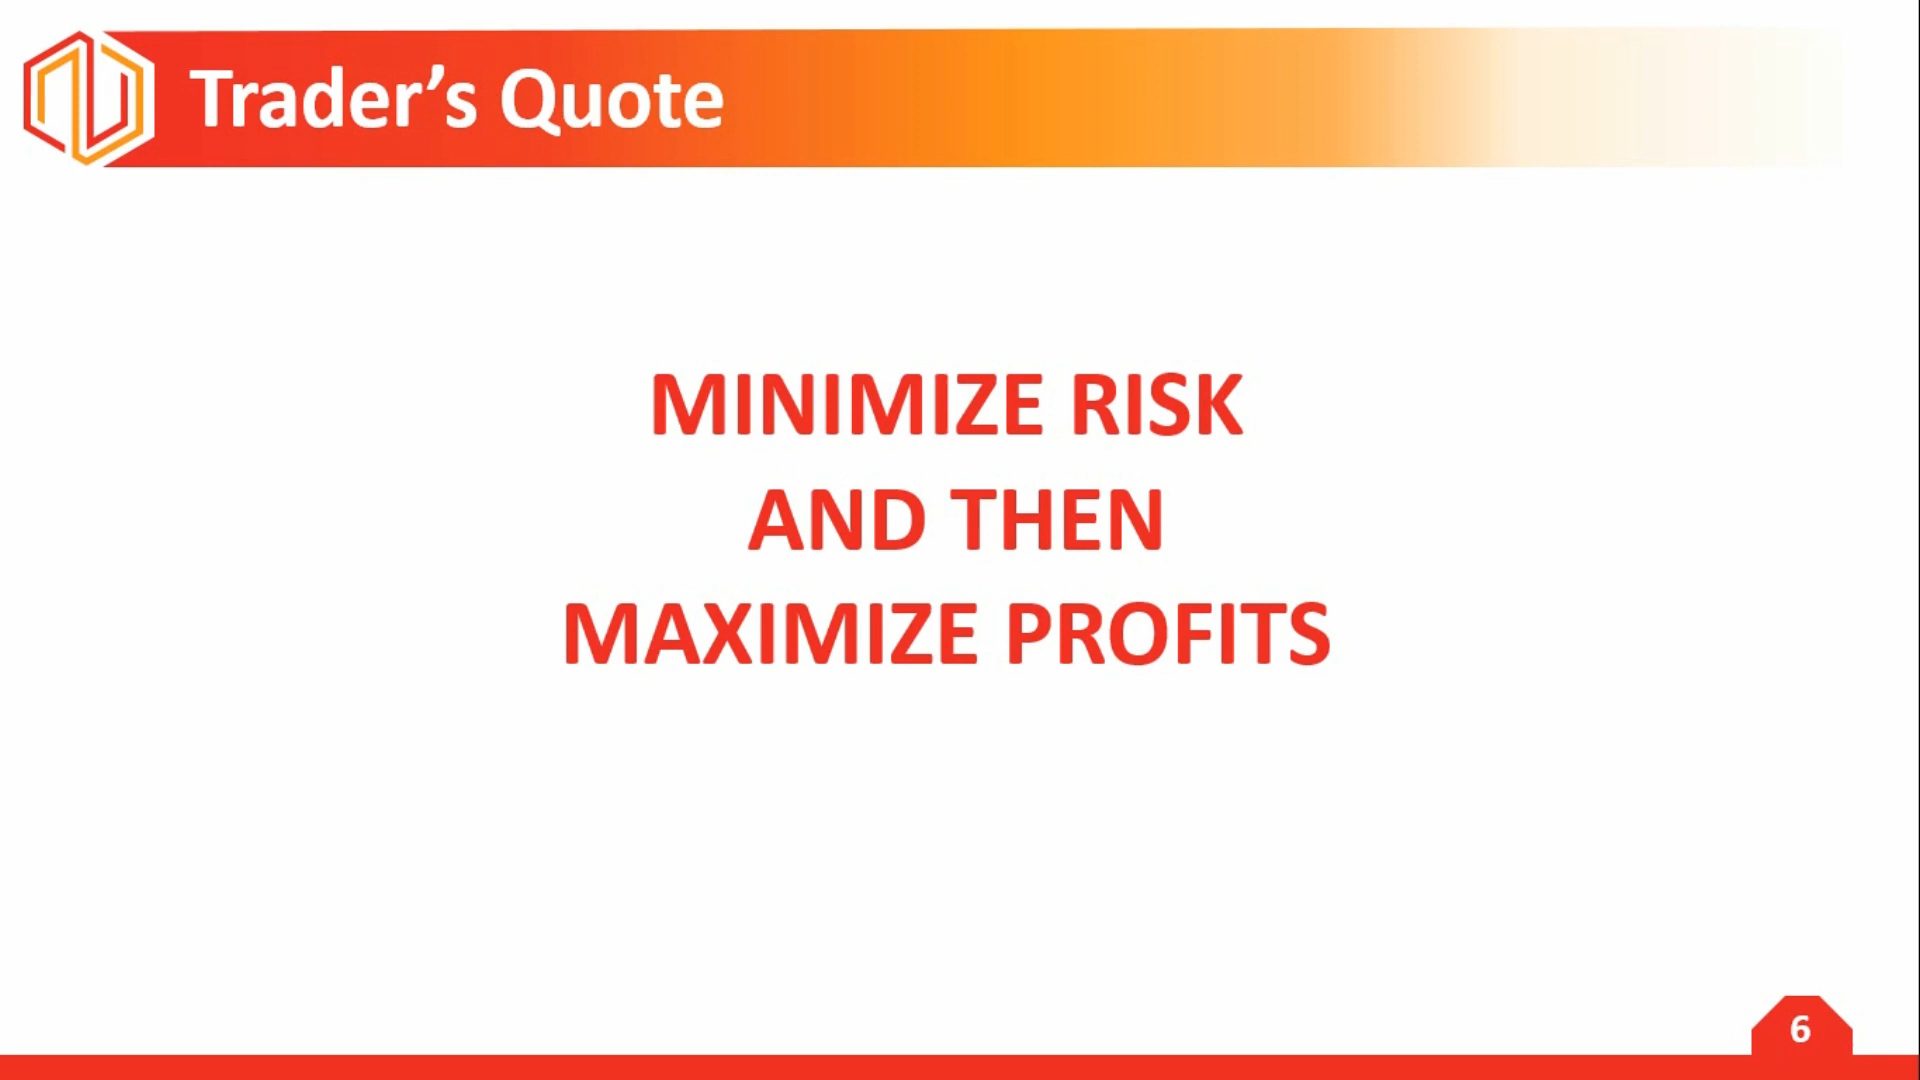 Trader’s Quote
MINIMIZE RISK
AND THEN
MAXIMIZE PROFITS
6